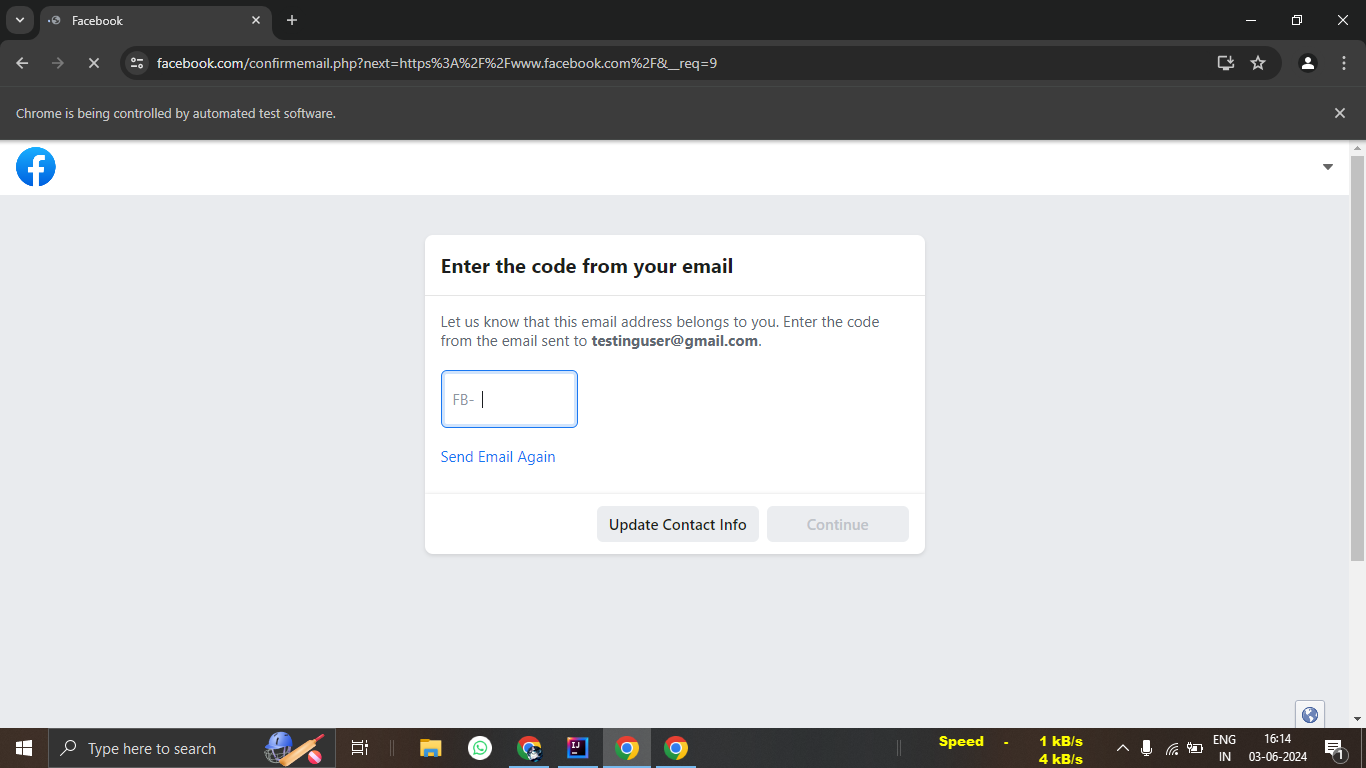 Facebook
facebook.com/confirmemail.php?next=https%3A%2F%2Fwww.facebook.com%2F&__req=9
Chrome is being controlled by automated test software.
Enter the code from your email
Let us know that this email address belongs to you. Enter the code
from the email sent to testinguser@gmail.com.
FB-
Send Email Again
Update Contact Info
Continue
Type here to search
IJ
Speed - 1 kB/s
4 kB/s
ENG
IN
16:14
03-06-2024
1